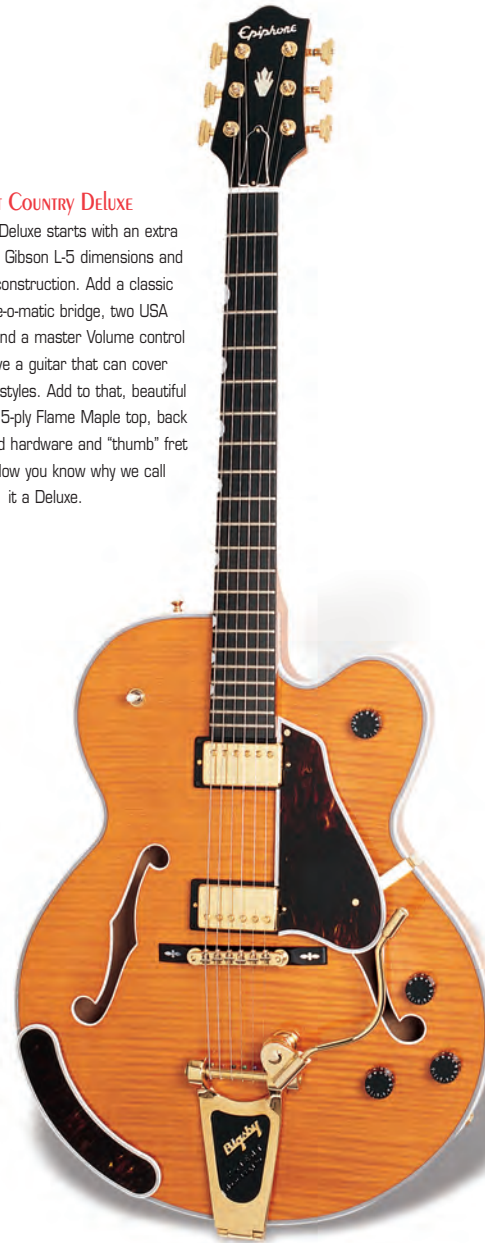 Epiphone
t Country Deluxe
Deluxe starts with an extra
Gibson L-5 dimensions and
construction. Add a classic
e-o-matic bridge, two USA
nd a master Volume control
ve a guitar that can cover
styles. Add to that, beautiful
5-ply Flame Maple top, back
d hardware and “thumb” fret
ow you know why we call
it a Deluxe.
Bigsby